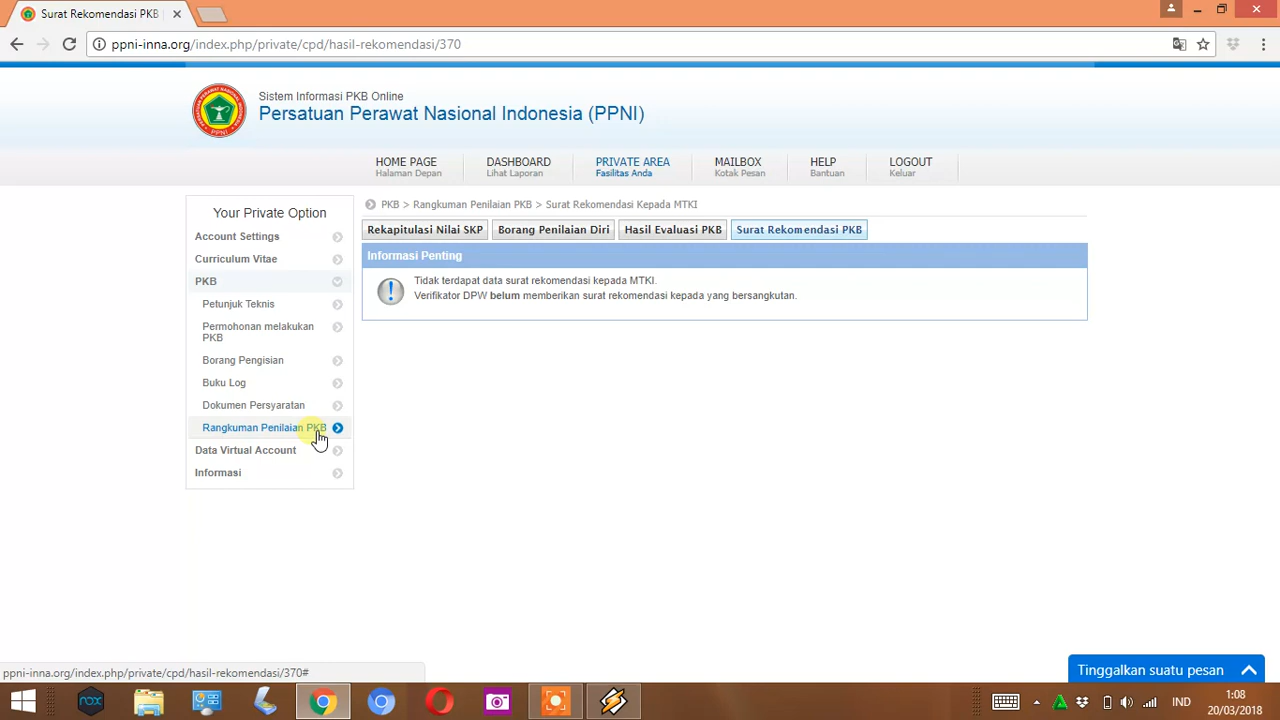 Surat Rekomendasi PKB
ppni-inna.org/index.php/private/cpd/hasil-rekomendasi/370
PPNI
Sistem Informasi PKB Online
Persatuan Perawat Nasional Indonesia (PPNI)
HOME PAGE
Halaman Depan
DASHBOARD
Lihat Laporan
PRIVATE AREA
Fasilitas Anda
MAILBOX
Kotak Pesan
HELP
Bantuan
LOGOUT
Keluar
Your Private Option
Account Settings
Curriculum Vitae
PKB
Petunjuk Teknis
Permohonan melakukan
PKB
Borang Pengisian
Buku Log
Dokumen Persyaratan
Rangkuman Penilaian PKB
Data Virtual Account
Informasi
PKB > Rangkuman Penilaian PKB > Surat Rekomendasi Kepada MTKI
Rekapitulasi Nilai SKP
Borang Penilaian Diri
Hasil Evaluasi PKB
Surat Rekomendasi PKB
Informasi Penting
Tidak terdapat data surat rekomendasi kepada MTKI.
Verifikator DPW belum memberikan surat rekomendasi kepada yang bersangkutan.
Tinggalkan suatu pesan
ppni-inna.org/index.php/private/cpd/hasil-rekomendasi/370#
nox
IND
1:08
20/03/2018